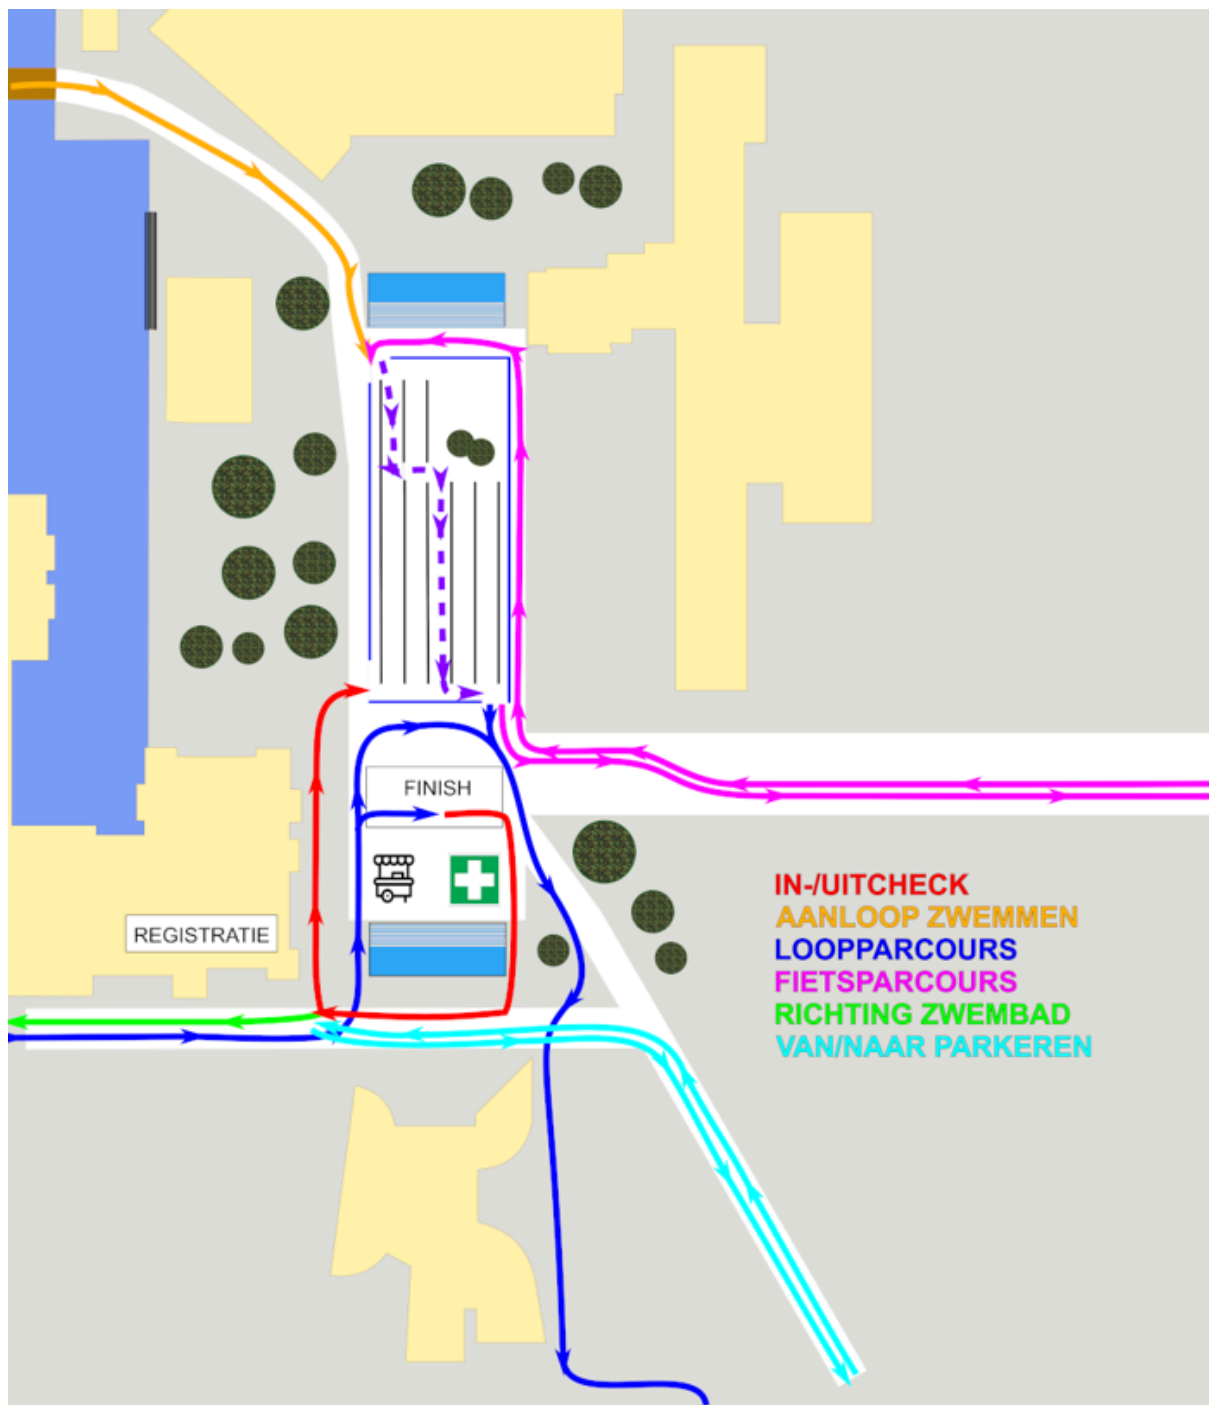 FINISH
REGISTRATIE
IN-/UITCHECK
AANLOOP ZWEMMEN
LOOPPARCOURS
FIETSPARCOURS
RICHTING ZWEMBAD
VAN/NAAR PARKEREN